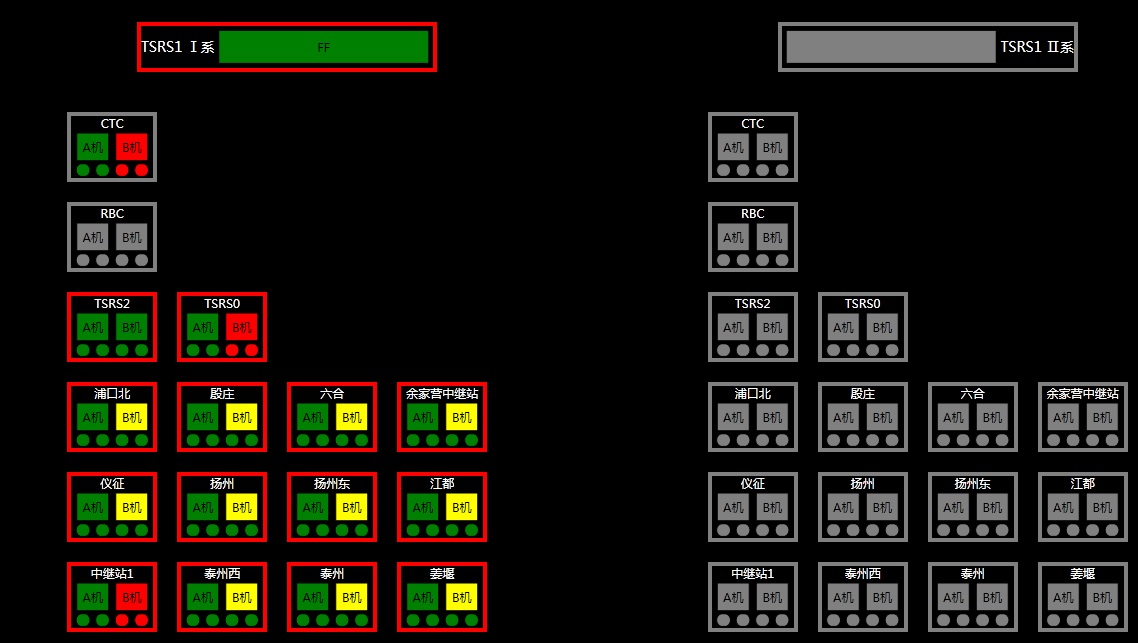 TSRS1 Ⅰ系 FF
TSRS1 Ⅱ系
CTC
A机 B机
RBC
A机 B机
TSRS2
A机 B机
TSRS0
A机 B机
浦口北
A机 B机
殷庄
A机 B机
六合
A机 B机
余家营中继站
A机 B机
仪征
A机 B机
扬州
A机 B机
扬州东
A机 B机
江都
A机 B机
中继站1
A机 B机
泰州西
A机 B机
泰州
A机 B机
姜堰
A机 B机
CTC
A机 B机
RBC
A机 B机
TSRS2
A机 B机
TSRS0
A机 B机
浦口北
A机 B机
殷庄
A机 B机
六合
A机 B机
余家营中继站
A机 B机
仪征
A机 B机
扬州
A机 B机
扬州东
A机 B机
江都
A机 B机
中继站1
A机 B机
泰州西
A机 B机
泰州
A机 B机
姜堰
A机 B机